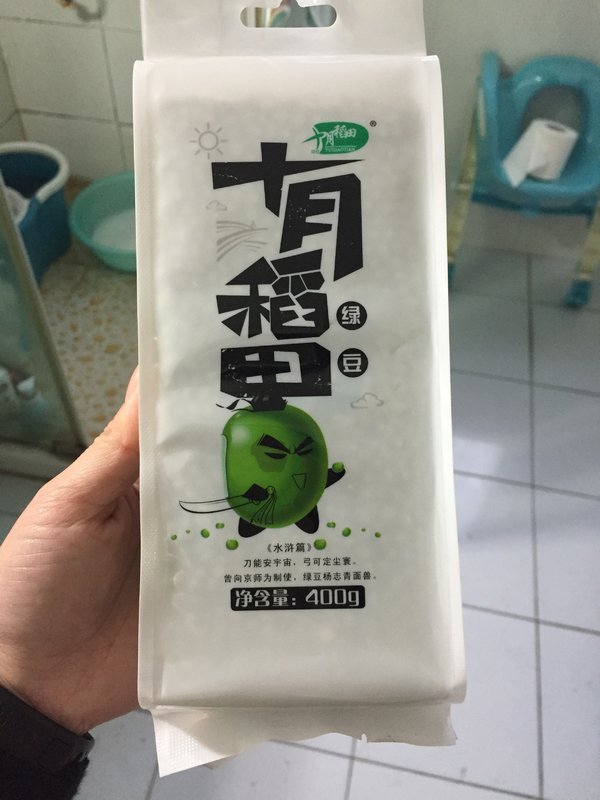 十月稻田
®
十月稻田
绿豆
《水浒篇》
刀能安宇宙，弓可定尘寰。
曾向京师为制使，绿豆杨志青面兽。
净含量：400g